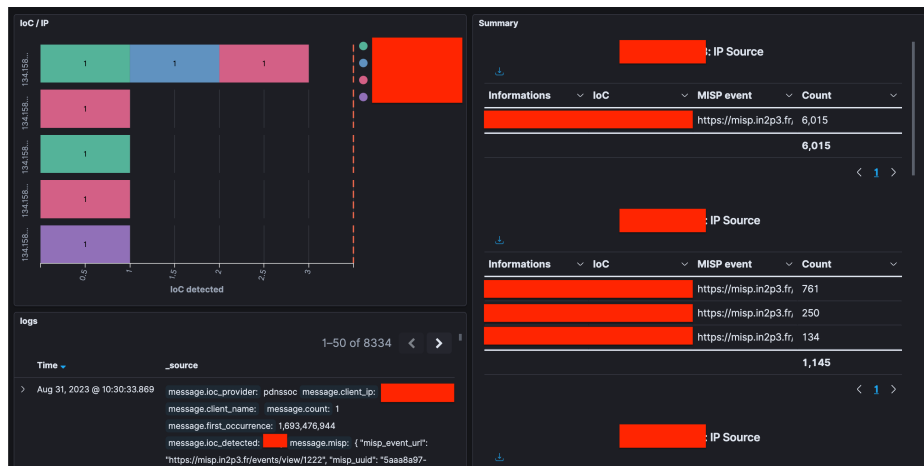 IoC / IP
134.158...
134.158...
134.158...
134.158...
134.158...
1
1
1
1
1
1
1
0.5
1
1.5
2
2.5
3
IoC detected
logs
1–50 of 8334
Time
_source
Aug 31, 2023 @ 10:30:33.869
message.ioc_provider: pdnssoc message.client_ip:
message.client_name: message.count: 1
message.first_occurrence: 1,693,476,944
message.ioc_detected: message.misp: { "misp_event_url":
"https://misp.in2p3.fr/events/view/1222", "misp_uuid": "5aaa8a97-
Summary
: IP Source
Informations IoC MISP event Count
https://misp.in2p3.fr/ 6,015
6,015
1
: IP Source
Informations IoC MISP event Count
https://misp.in2p3.fr/ 761
https://misp.in2p3.fr/ 250
https://misp.in2p3.fr/ 134
1,145
1
: IP Source